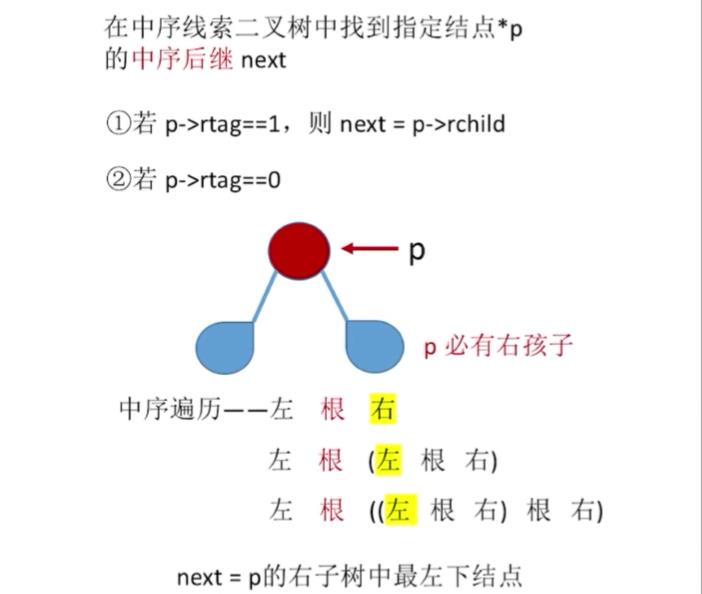 在中序线索二叉树中找到指定结点*p
的中序后继 next
①若 p->rtag==1，则 next = p->rchild
②若 p->rtag==0
p
p 必有右孩子
中序遍历——左 根 右
左 根 (左 根 右)
左 根 ((左 根 右) 根 右)
next = p的右子树中最左下结点